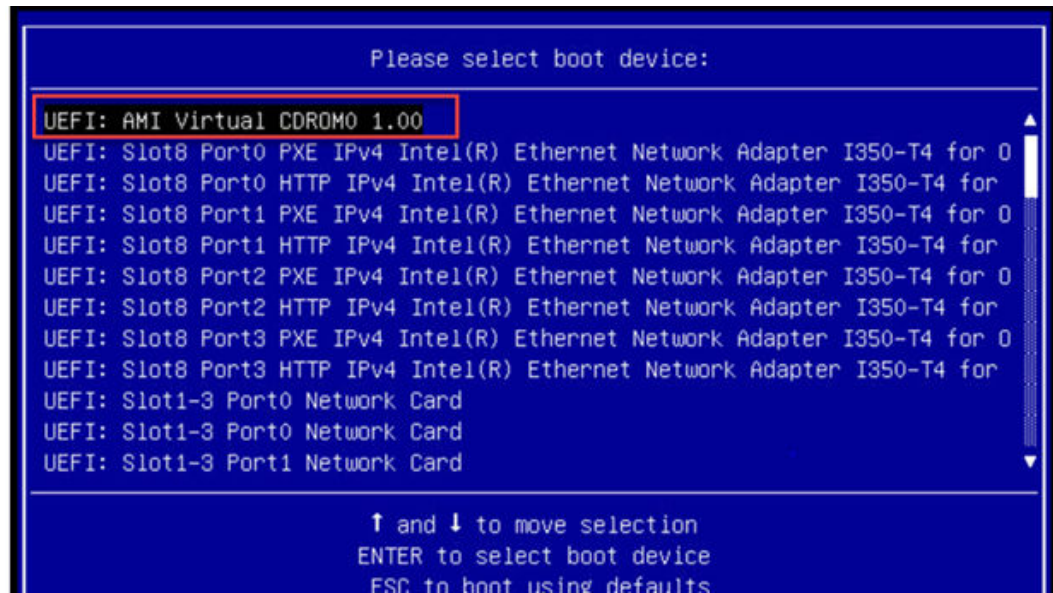 Please select boot device:
UEFI: AMI Virtual CDROM0 1.00
UEFI: Slot8 Port0 PXE IPv4 Intel(R) Ethernet Network Adapter I350-T4 for O
UEFI: Slot8 Port0 HTTP IPv4 Intel(R) Ethernet Network Adapter I350-T4 for
UEFI: Slot8 Port1 PXE IPv4 Intel(R) Ethernet Network Adapter I350-T4 for O
UEFI: Slot8 Port1 HTTP IPv4 Intel(R) Ethernet Network Adapter I350-T4 for
UEFI: Slot8 Port2 PXE IPv4 Intel(R) Ethernet Network Adapter I350-T4 for O
UEFI: Slot8 Port2 HTTP IPv4 Intel(R) Ethernet Network Adapter I350-T4 for
UEFI: Slot8 Port3 PXE IPv4 Intel(R) Ethernet Network Adapter I350-T4 for O
UEFI: Slot8 Port3 HTTP IPv4 Intel(R) Ethernet Network Adapter I350-T4 for
UEFI: Slot1-3 Port0 Network Card
UEFI: Slot1-3 Port0 Network Card
UEFI: Slot1-3 Port1 Network Card
↑ and ↓ to move selection
ENTER to select boot device
ESC to boot using defaults